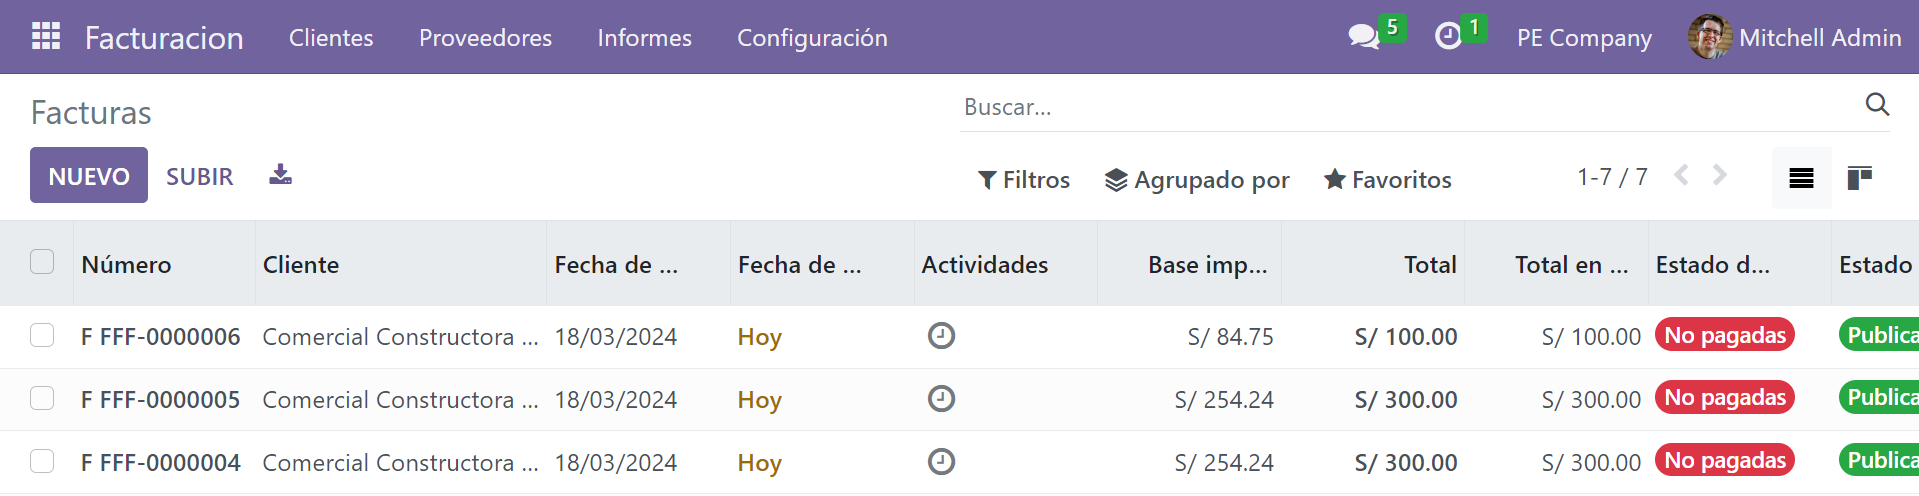 Facturacion Clientes Proveedores Informes Configuración 5 1 PE Company Mitchell Admin
Facturas Buscar...
NUEVO SUBIR Filtros Agrupado por Favoritos 1-7 / 7
Número Cliente Fecha de ... Fecha de ... Actividades Base imp... Total Total en ... Estado d... Estado
F FFF-0000006 Comercial Constructora ... 18/03/2024 Hoy S/ 84.75 S/ 100.00 S/ 100.00 No pagadas Publica
F FFF-0000005 Comercial Constructora ... 18/03/2024 Hoy S/ 254.24 S/ 300.00 S/ 300.00 No pagadas Publica
F FFF-0000004 Comercial Constructora ... 18/03/2024 Hoy S/ 254.24 S/ 300.00 S/ 300.00 No pagadas Publica